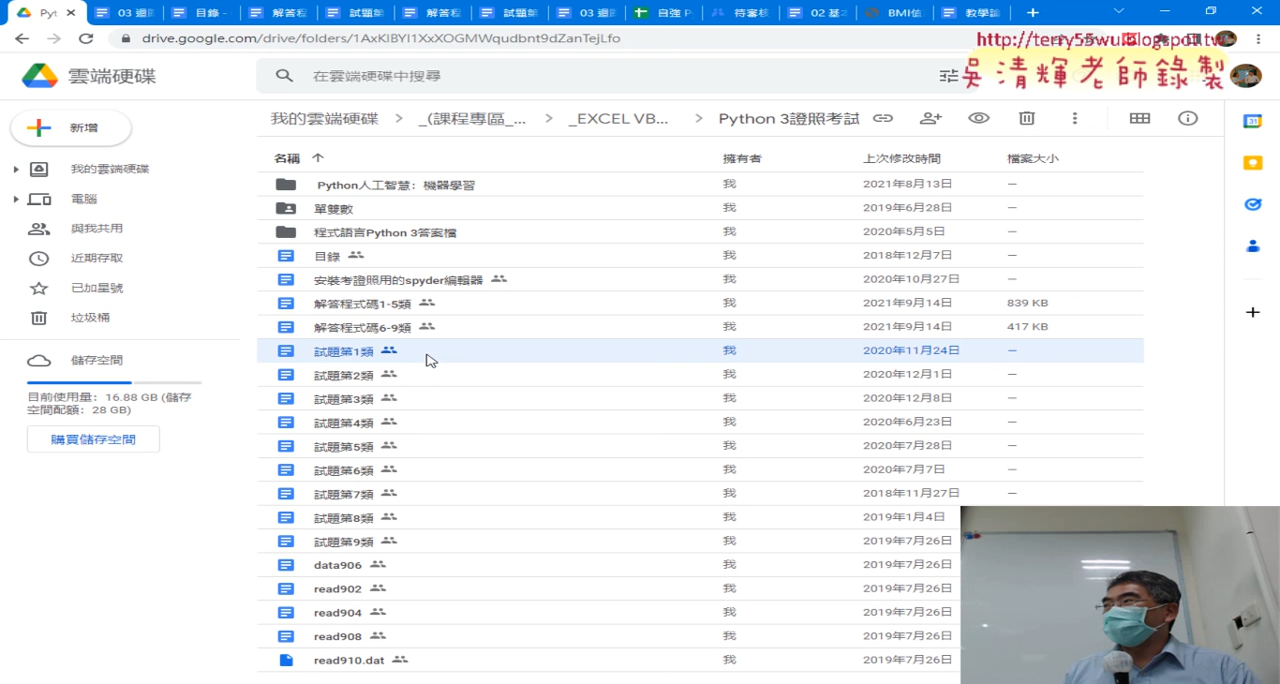 Pyt
03 週
目錄 -
解答程
試題第
解答程
試題第
03 週
自強 P
待審核
02 基
BMI
教學論
drive.google.com/drive/folders/1AxKlBYI1XxXOGMWqudbnt9dZanTejLfo
http://terry55wu.blogspot.tw
吳清輝老師錄製
雲端硬碟
在雲端硬碟中搜尋
新增
我的雲端硬碟
電腦
與我共用
近期存取
已加星號
垃圾桶
儲存空間
目前使用量：16.88 GB (儲存
空間配額：28 GB)
購買儲存空間
我的雲端硬碟 > _(課程專區_... > _EXCEL VB... > Python 3證照考試
名稱 擁有者 上次修改時間 檔案大小
Python人工智慧：機器學習 我 2021年8月13日 —
單雙數 我 2019年6月28日 —
程式語言Python 3答案檔 我 2020年5月5日 —
目錄 我 2018年12月7日 —
安裝考證照用的spyder編輯器 我 2020年10月27日 —
解答程式碼1-5類 我 2021年9月14日 839 KB
解答程式碼6-9類 我 2021年9月14日 417 KB
試題第1類 我 2020年11月24日 —
試題第2類 我 2020年12月1日 —
試題第3類 我 2020年12月8日 —
試題第4類 我 2020年6月23日 —
試題第5類 我 2020年7月28日 —
試題第6類 我 2020年7月7日 —
試題第7類 我 2018年11月27日 —
試題第8類 我 2019年1月4日 —
試題第9類 我 2019年7月26日
data906 我 2019年7月26日
read902 我 2019年7月26日
read904 我 2019年7月26日
read908 我 2019年7月26日
read910.dat 我 2019年7月26日